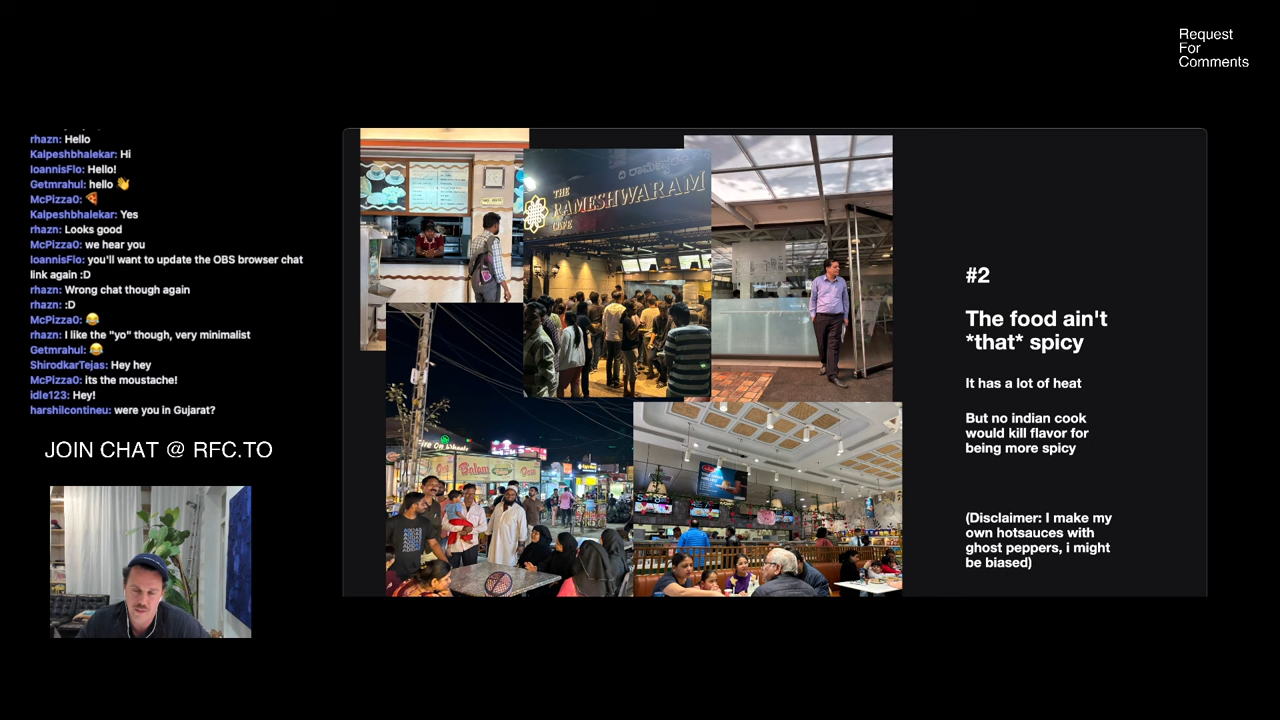 Request
For
Comments
rhazn: Hello
Kalpeshbhalekar: Hi
IoannisFlo: Hello!
Getmrahul: hello 👋
McPizza0: 🍕
Kalpeshbhalekar: Yes
rhazn: Looks good
McPizza0: we hear you
IoannisFlo: you'll want to update the OBS browser chat
link again :D
rhazn: Wrong chat though again
rhazn: :D
McPizza0: 😂
rhazn: I like the "yo" though, very minimalist
Getmrahul: 😂
ShirodkarTejas: Hey hey
McPizza0: its the moustache!
idle123: Hey!
harshilcontineu: were you in Gujarat?
JOIN CHAT @ RFC.TO
THE
RAMESHWARAM
CAFE
Fire On Wheels
Balam
ADIDAS
#2
The food ain't
*that* spicy
It has a lot of heat
But no indian cook
would kill flavor for
being more spicy
(Disclaimer: I make my
own hotsauces with
ghost peppers, i might
be biased)